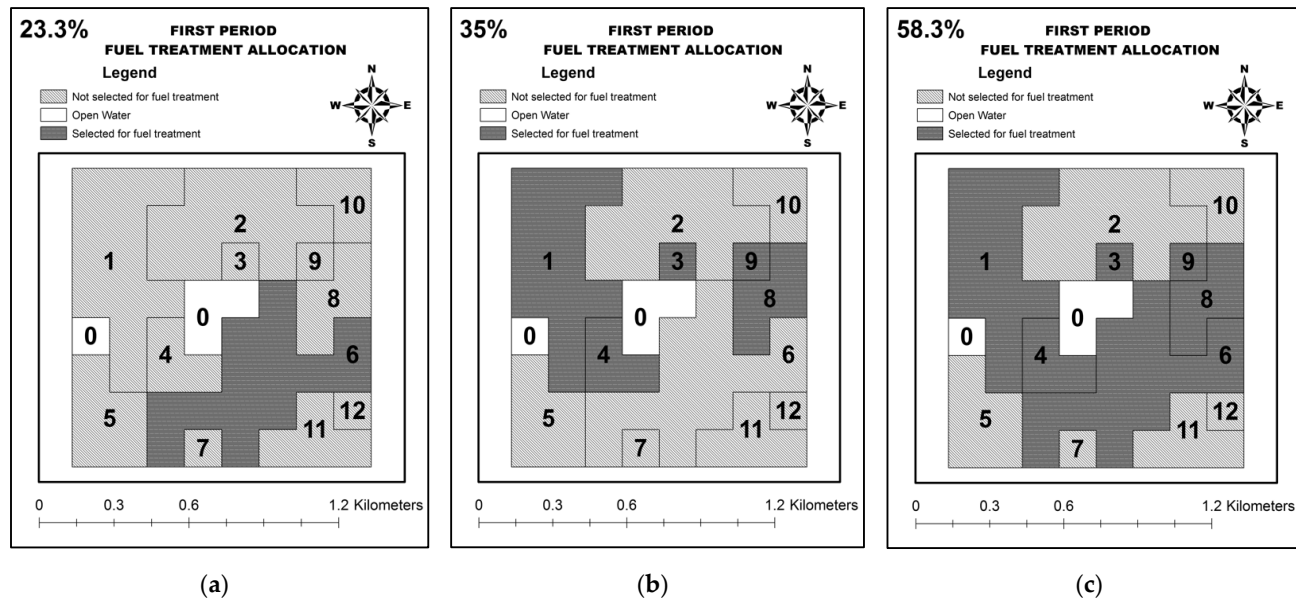 23.3%
FIRST PERIOD
FUEL TREATMENT ALLOCATION
Legend
Not selected for fuel treatment
Open Water
Selected for fuel treatment
N
W E
S
10
2
1
3 9
8
0
0
4 6
5
12
11
7
0 0.3 0.6 1.2 Kilometers
(a)
35%
FIRST PERIOD
FUEL TREATMENT ALLOCATION
Legend
Not selected for fuel treatment
Open Water
Selected for fuel treatment
N
W E
S
10
2
1
3 9
8
0
0
4 6
5
12
11
7
0 0.3 0.6 1.2 Kilometers
(b)
58.3%
FIRST PERIOD
FUEL TREATMENT ALLOCATION
Legend
Not selected for fuel treatment
Open Water
Selected for fuel treatment
N
W E
S
10
2
1
3 9
8
0
0
4 6
5
12
11
7
0 0.3 0.6 1.2 Kilometers
(c)